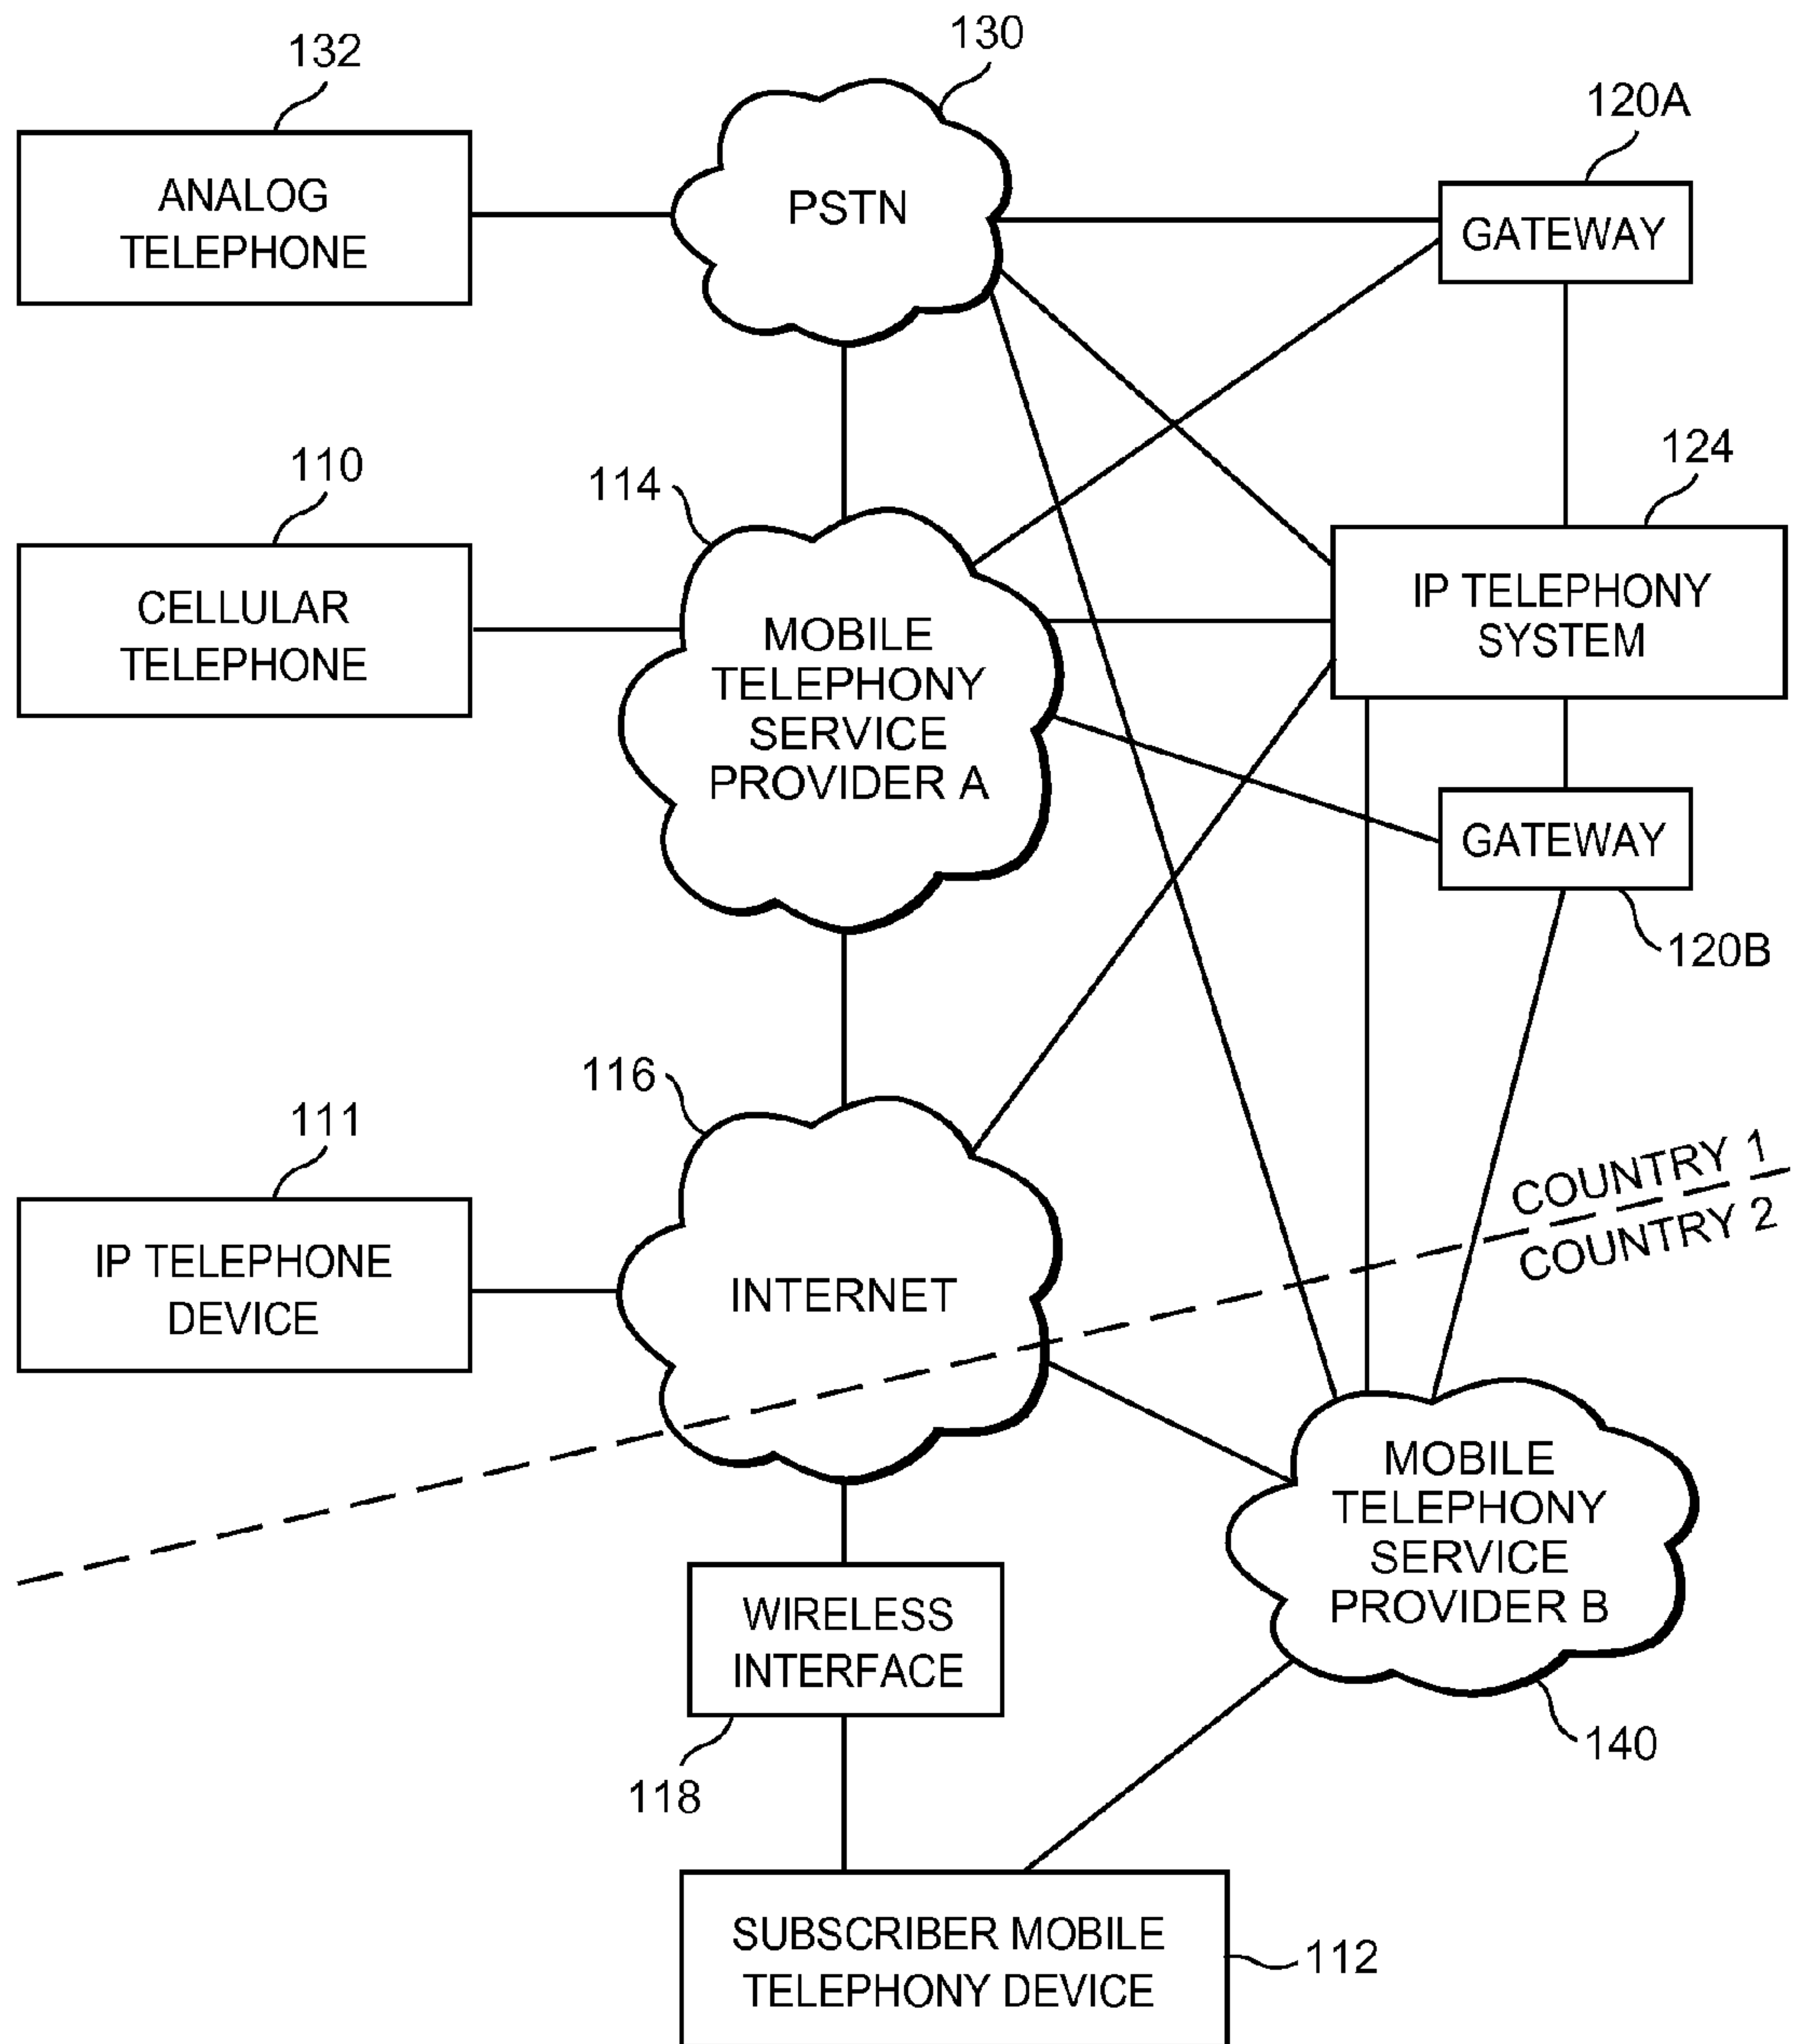 130
132
120A
ANALOG
TELEPHONE
PSTN
GATEWAY
110
114
124
CELLULAR
TELEPHONE
MOBILE
TELEPHONY
SERVICE
PROVIDER A
IP TELEPHONY
SYSTEM
GATEWAY
120B
116
111
COUNTRY 1
COUNTRY 2
IP TELEPHONE
DEVICE
INTERNET
MOBILE
TELEPHONY
SERVICE
PROVIDER B
WIRELESS
INTERFACE
140
118
SUBSCRIBER MOBILE
TELEPHONY DEVICE
112